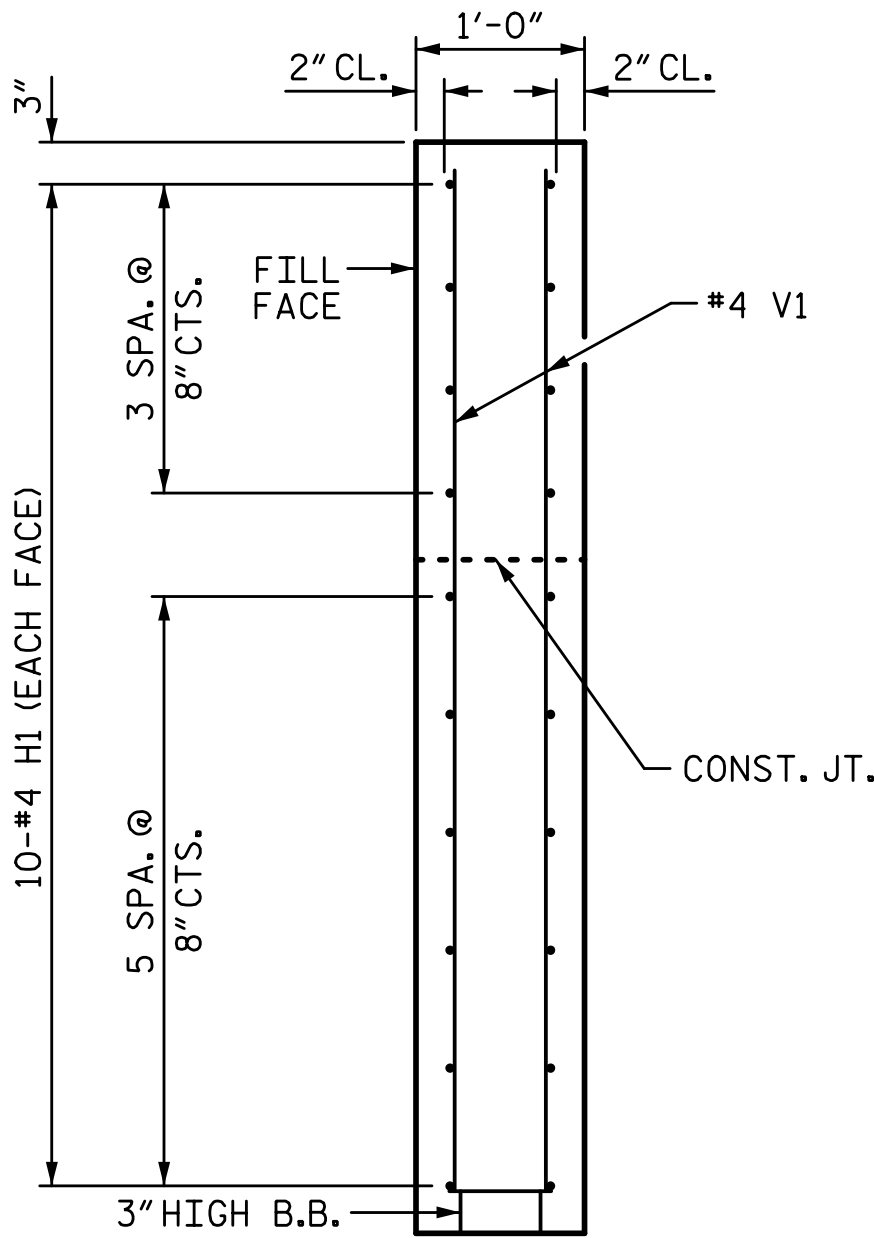 1'-0"
2" CL.
2" CL.
3"
3 SPA. @
8" CTS.
FILL
FACE
#4 V1
10-#4 H1 (EACH FACE)
CONST. JT.
5 SPA. @
8" CTS.
3" HIGH B.B.